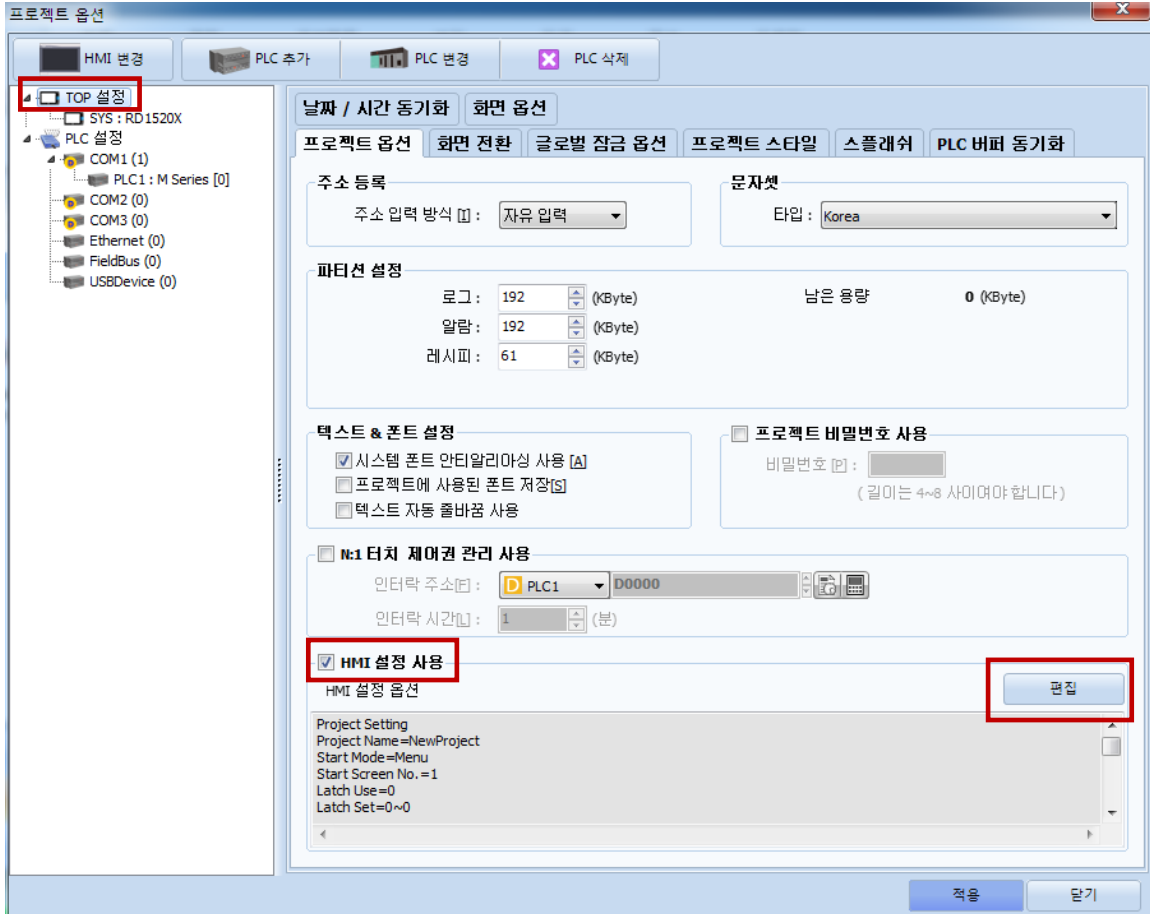 프로젝트 옵션
x
HMI 변경
PLC 추가
PLC 변경
PLC 삭제
TOP 설정
SYS : RD1520X
PLC 설정
COM1 (1)
PLC1 : M Series [0]
COM2 (0)
COM3 (0)
Ethernet (0)
FieldBus (0)
USBDevice (0)
날짜 / 시간 동기화
화면 옵션
프로젝트 옵션
화면 전환
글로벌 잠금 옵션
프로젝트 스타일
스플래쉬
PLC 버퍼 동기화
주소 등록
주소 입력 방식 [I] : 자유 입력
문자셋
타입 : Korea
파티션 설정
로그 : 192 (KByte)
남은 용량 0 (KByte)
알람 : 192 (KByte)
레시피 : 61 (KByte)
텍스트 & 폰트 설정
시스템 폰트 안티알리아싱 사용 [A]
프로젝트에 사용된 폰트 저장[S]
텍스트 자동 줄바꿈 사용
프로젝트 비밀번호 사용
비밀번호 [P] :
( 길이는 4~8 사이여야 합니다 )
N:1 터치 제어권 관리 사용
인터락 주소[F] : D PLC1 D0000
인터락 시간[L] : 1 (분)
HMI 설정 사용
HMI 설정 옵션
편집
Project Setting
Project Name=NewProject
Start Mode=Menu
Start Screen No.=1
Latch Use=0
Latch Set=0~0
적용
닫기